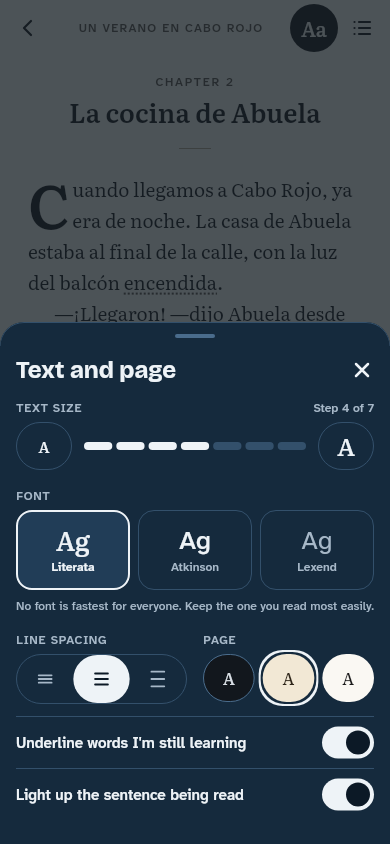 UN VERANO EN CABO ROJO
Aa
CHAPTER 2
La cocina de Abuela
Cuando llegamos a Cabo Rojo, ya
era de noche. La casa de Abuela
estaba al final de la calle, con la luz
del balcón encendida.
—¡Llegaron! —dijo Abuela desde
Text and page
TEXT SIZE
Step 4 of 7
A
A
FONT
Ag
Literata
Ag
Atkinson
Ag
Lexend
No font is fastest for everyone. Keep the one you read most easily.
LINE SPACING
PAGE
A
A
A
Underline words I'm still learning
Light up the sentence being read